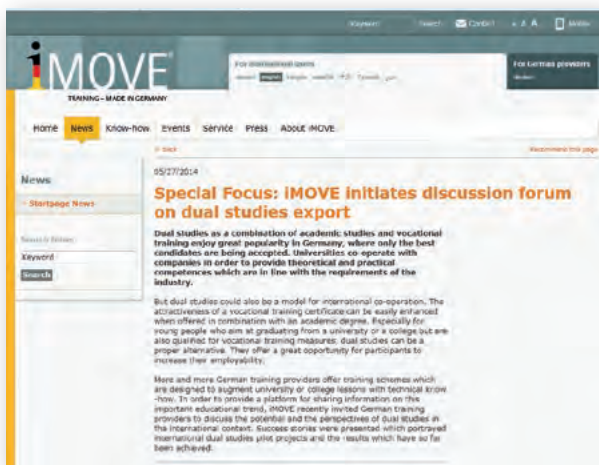 Keyword Search Contact A A A Mobile
iMOVE
TRAINING – MADE IN GERMANY
For international users
english
For German providers
Home News Know-how Events Service Press About iMOVE
Back
Recommend this page
News
Startpage News
Keyword
Search
05/27/2014
Special Focus: iMOVE initiates discussion forum
on dual studies export
Dual studies as a combination of academic studies and vocational
training enjoy great popularity in Germany, where only the best
candidates are being accepted. Universities co-operate with
companies in order to provide theoretical and practical
competences which are in line with the requirements of the
industry.
But dual studies could also be a model for international co-operation. The
attractiveness of a vocational training certificate can be easily enhanced
when offered in combination with an academic degree. Especially for
young people who aim at graduating from a university or a college but are
also qualified for vocational training measures, dual studies can be a
proper alternative. They offer a great opportunity for participants to
increase their employability.
More and more German training providers offer training schemes which
are designed to augment university or college lessons with technical know
-how. In order to provide a platform for sharing information on this
important educational trend, iMOVE recently invited German training
providers to discuss the potential and the perspectives of dual studies in
the international context. Success stories were presented which portrayed
international dual studies pilot projects and the results which have so far
been achieved.